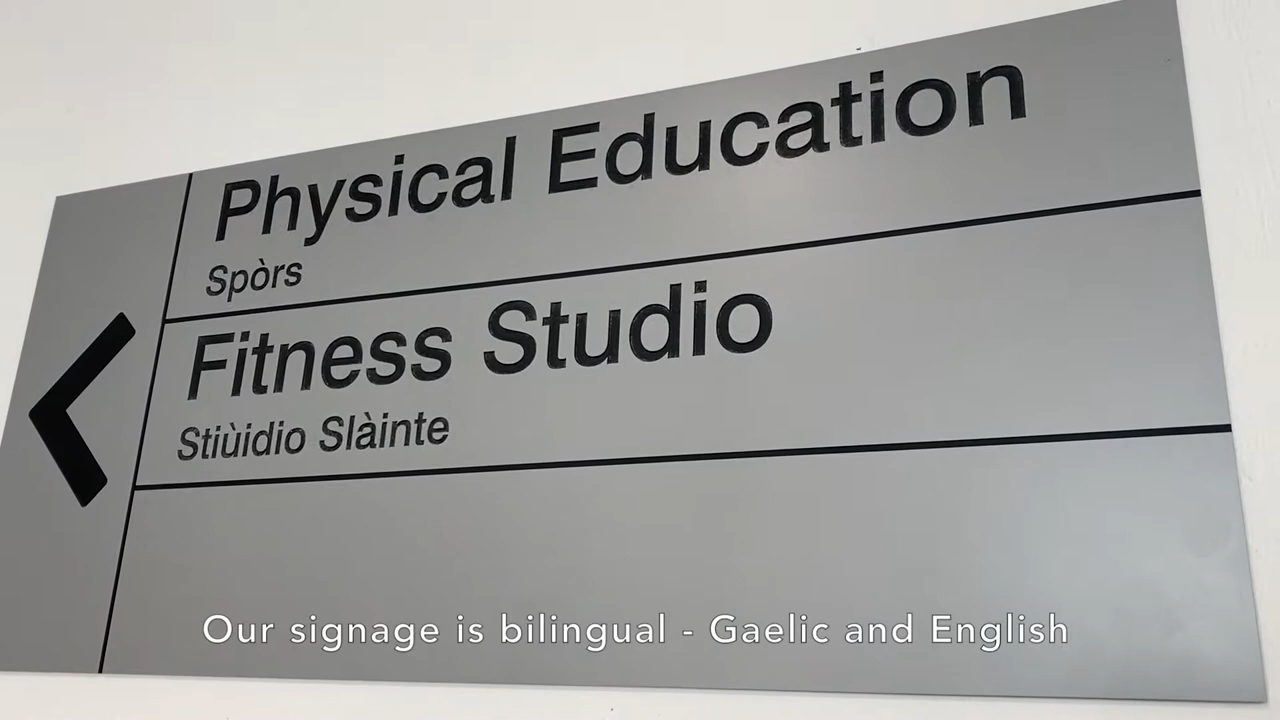 Physical Education
Spòrs
Fitness Studio
Stiùidio Slàinte
Our signage is bilingual - Gaelic and English